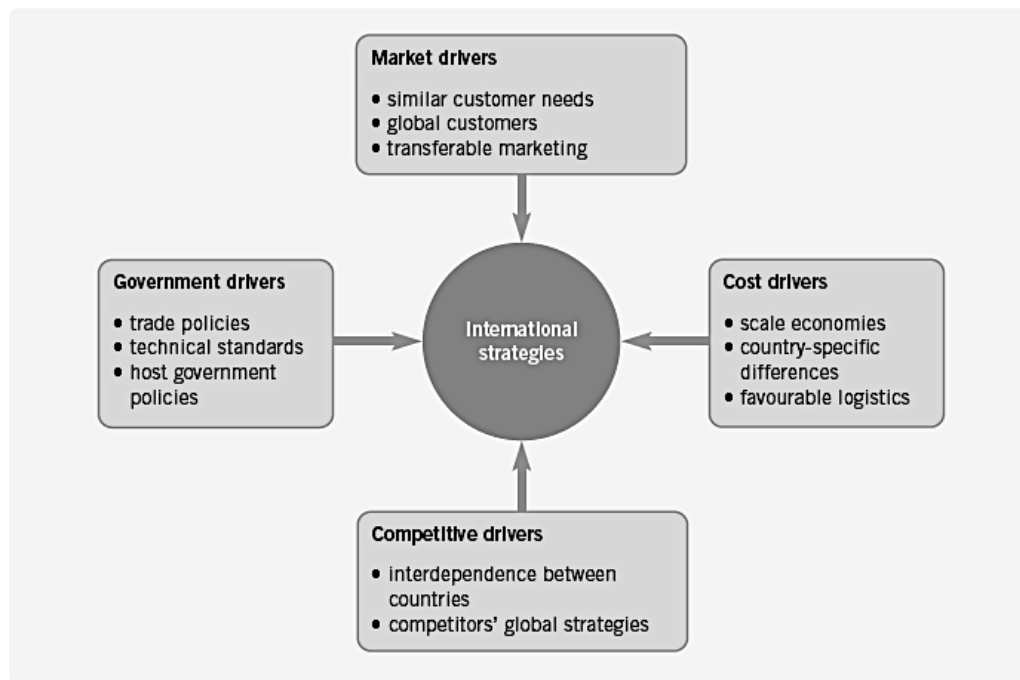 Market drivers
• similar customer needs
• global customers
• transferable marketing
Government drivers
• trade policies
• technical standards
• host government
policies
International
strategies
Cost drivers
• scale economies
• country-specific
differences
• favourable logistics
Competitive drivers
• interdependence between
countries
• competitors' global strategies